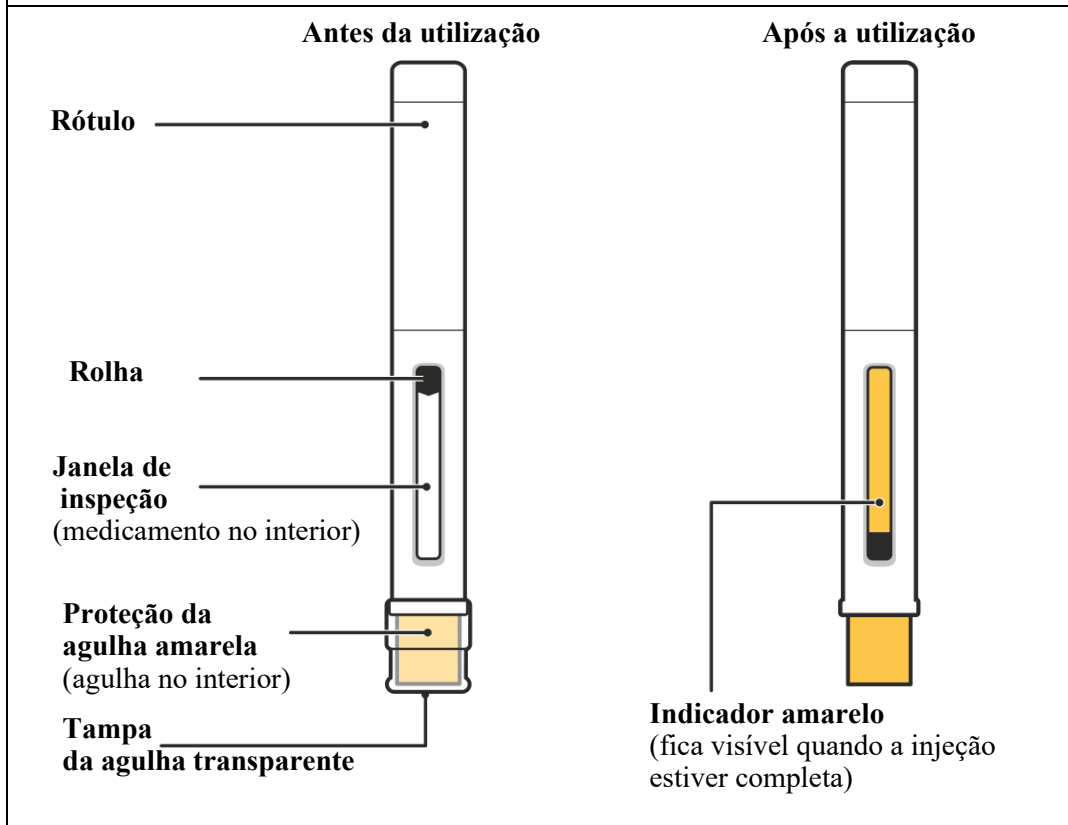 Antes da utilização
Após a utilização
Rótulo
Rolha
Janela de
inspeção
(medicamento no interior)
Proteção da
agulha amarela
(agulha no interior)
Tampa
da agulha transparente
Indicador amarelo
(fica visível quando a injeção
estiver completa)